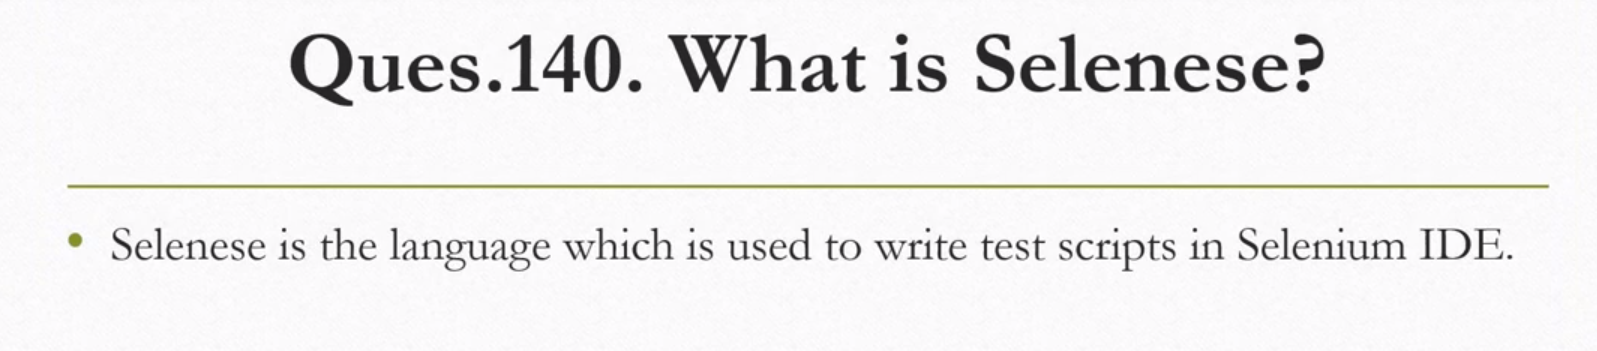 Ques.140. What is Selenese?
• Selenese is the language which is used to write test scripts in Selenium IDE.